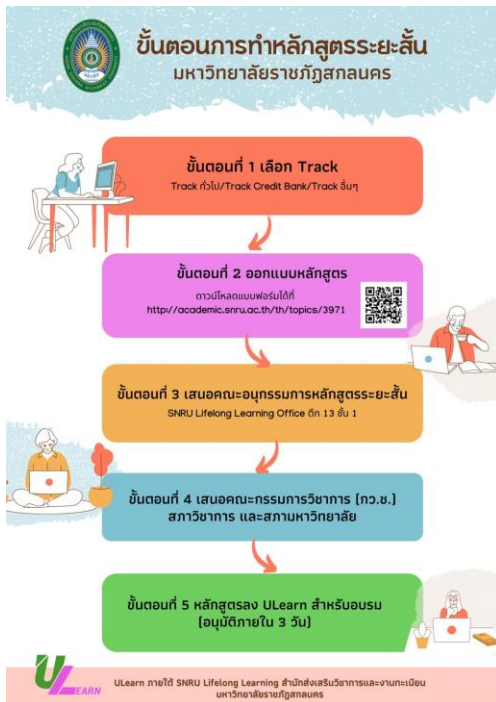 ขั้นตอนการทำหลักสูตรระยะสั้น
มหาวิทยาลัยราชภัฏสกลนคร
ขั้นตอนที่ 1 เลือก Track
Track ทั่วไป/Track Credit Bank/Track อื่นๆ
ขั้นตอนที่ 2 ออกแบบหลักสูตร
ดาวน์โหลดแบบฟอร์มได้ที่
http://academic.snru.ac.th/th/topics/3971
ขั้นตอนที่ 3 เสนอคณะอนุกรรมการหลักสูตรระยะสั้น
SNRU Lifelong Learning Office ตึก 13 ชั้น 1
ขั้นตอนที่ 4 เสนอคณะกรรมการวิชาการ (กว.ช.)
สภาวิชาการ และสภามหาวิทยาลัย
ขั้นตอนที่ 5 หลักสูตรลง ULearn สำหรับอบรม
(อนุมัติภายใน 3 วัน)
ULEARN
ULearn ภายใต้ SNRU Lifelong Learning สำนักส่งเสริมวิชาการและงานทะเบียน
มหาวิทยาลัยราชภัฏสกลนคร